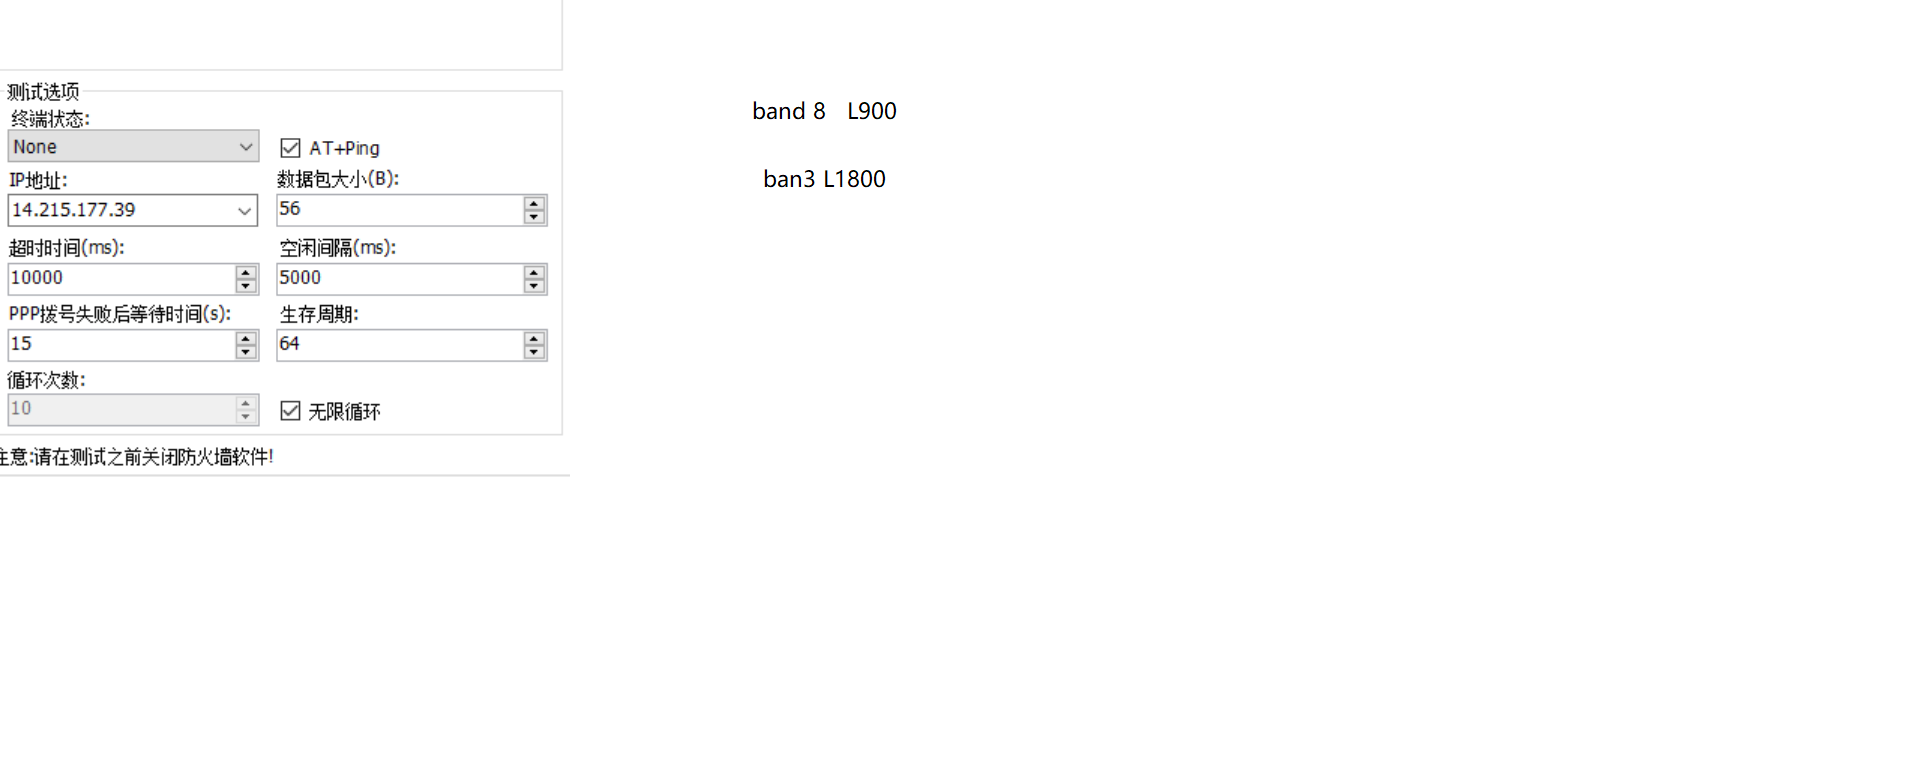 测试选项
终端状态:
None
AT+Ping
IP地址:
数据包大小(B):
14.215.177.39
56
超时时间(ms):
空闲间隔(ms):
10000
5000
PPP拨号失败后等待时间(s):
生存周期:
15
64
循环次数:
10
无限循环
注意:请在测试之前关闭防火墙软件!
band 8   L900
ban3 L1800